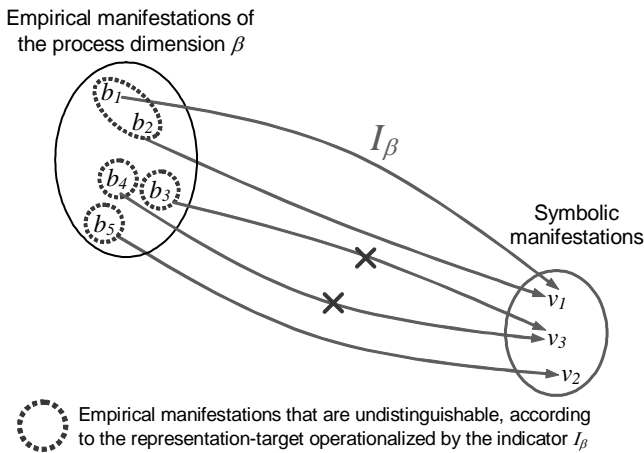 Empirical manifestations of
the process dimension β
b1
b2
Iβ
b4
b3
b5
Symbolic
manifestations
v1
v3
v2
Empirical manifestations that are undistinguishable, according
to the representation-target operationalized by the indicator Iβ